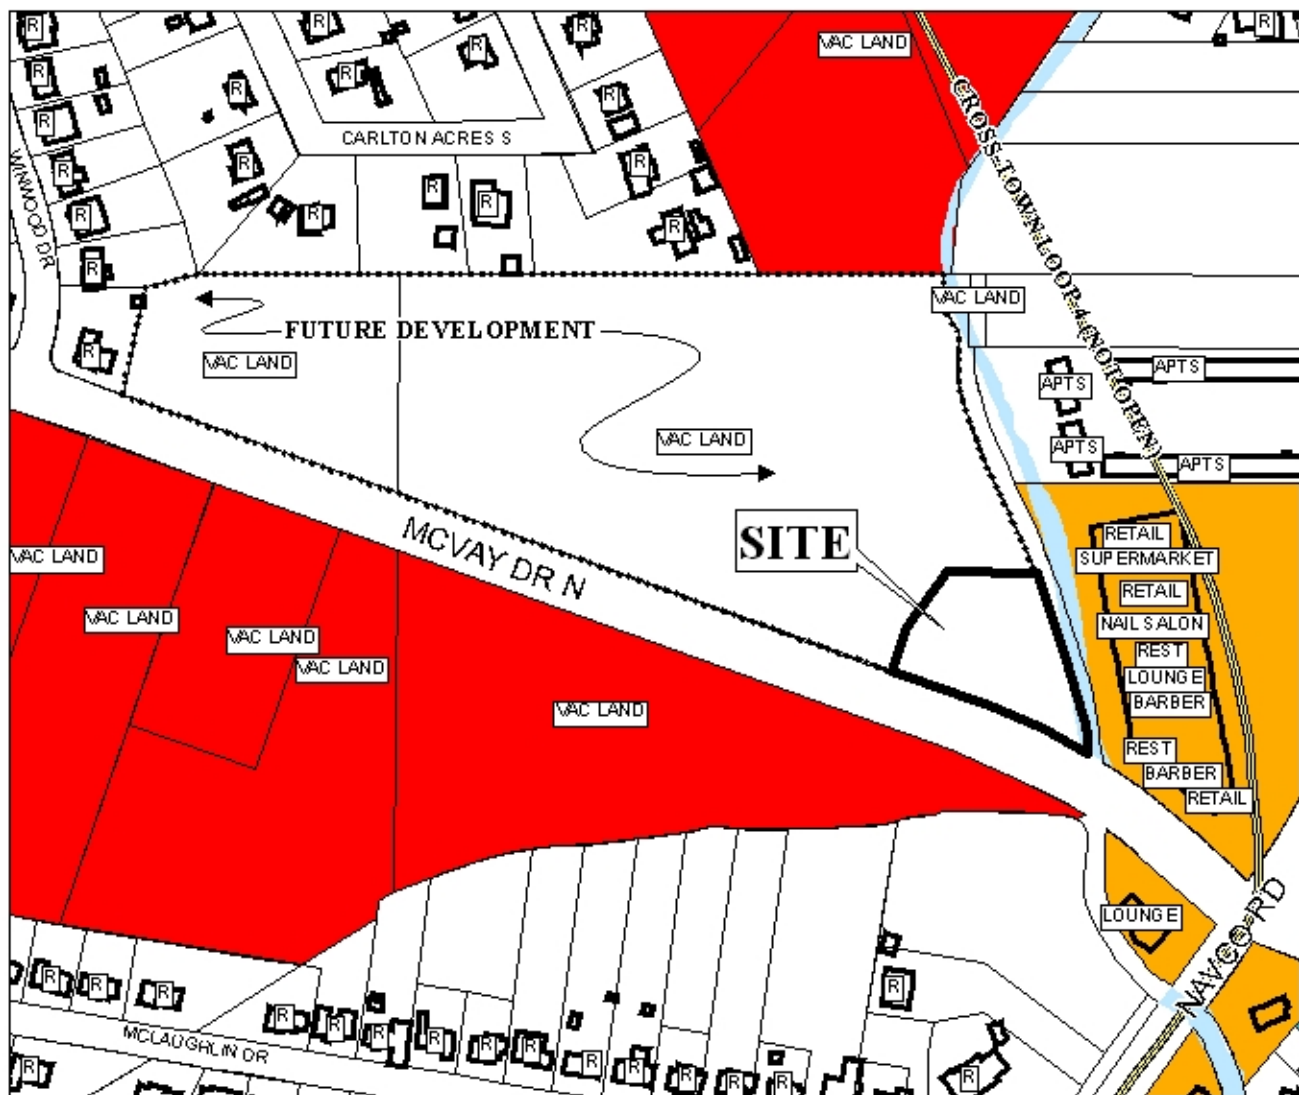 R
R
R
R
VAC LAND
R
R
R
R
R
R
CROSS-TOWN LOOP-4 (NOT OPEN)
CARLTON ACRES S
R
R
R
R
R
R
R
R
R
WINWOOD DR
R
VAC LAND
FUTURE DEVELOPMENT
R
VAC LAND
APTS
APTS
VAC LAND
APTS
APTS
MCVAY DR N
SITE
RETAIL
SUPERMARKET
VAC LAND
RETAIL
VAC LAND
NAIL SALON
VAC LAND
REST
VAC LAND
LOUNGE
BARBER
VAC LAND
REST
BARBER
RETAIL
LOUNGE
NAVCO RD
R
R
R
R
R
R
R
R
R
R
MCLAUGHLIN DR
R
R
R
R
R
R
R